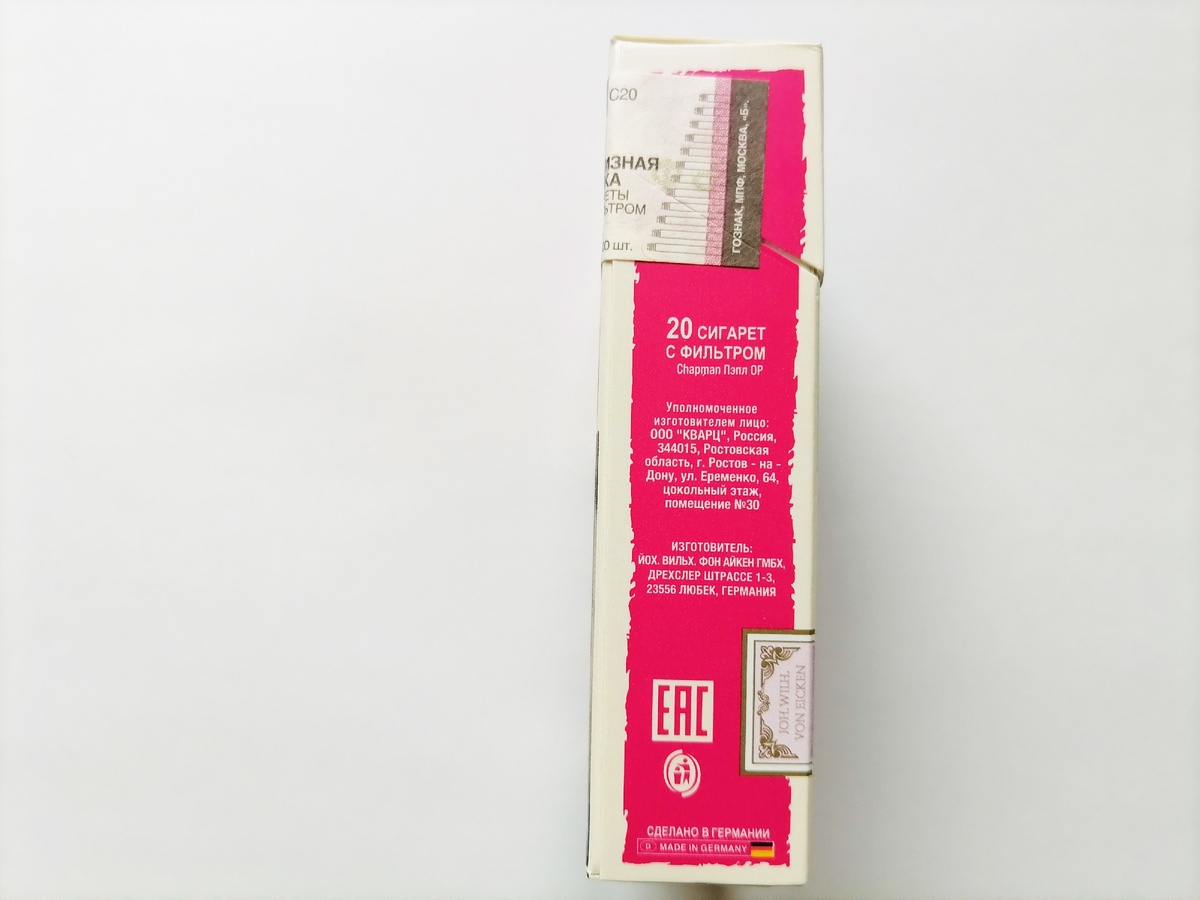 С20
ИЗНАЯ
КА
ЕТЫ
ЬТРОМ
0 шт.
ГОЗНАК, МПФ, МОСКВА, «Б».
20 СИГАРЕТ
С ФИЛЬТРОМ
Chapman Пэпл ОР
Уполномоченное
изготовителем лицо:
ООО "КВАРЦ", Россия,
344015, Ростовская
область, г. Ростов - на -
Дону, ул. Еременко, 64,
цокольный этаж,
помещение №30
ИЗГОТОВИТЕЛЬ:
ЙОХ. ВИЛЬХ. ФОН АЙКЕН ГМБХ,
ДРЕХСЛЕР ШТРАССЕ 1-3,
23556 ЛЮБЕК, ГЕРМАНИЯ
JOH. WILH.
VON EICKEN
EAC
СДЕЛАНО В ГЕРМАНИИ
D MADE IN GERMANY